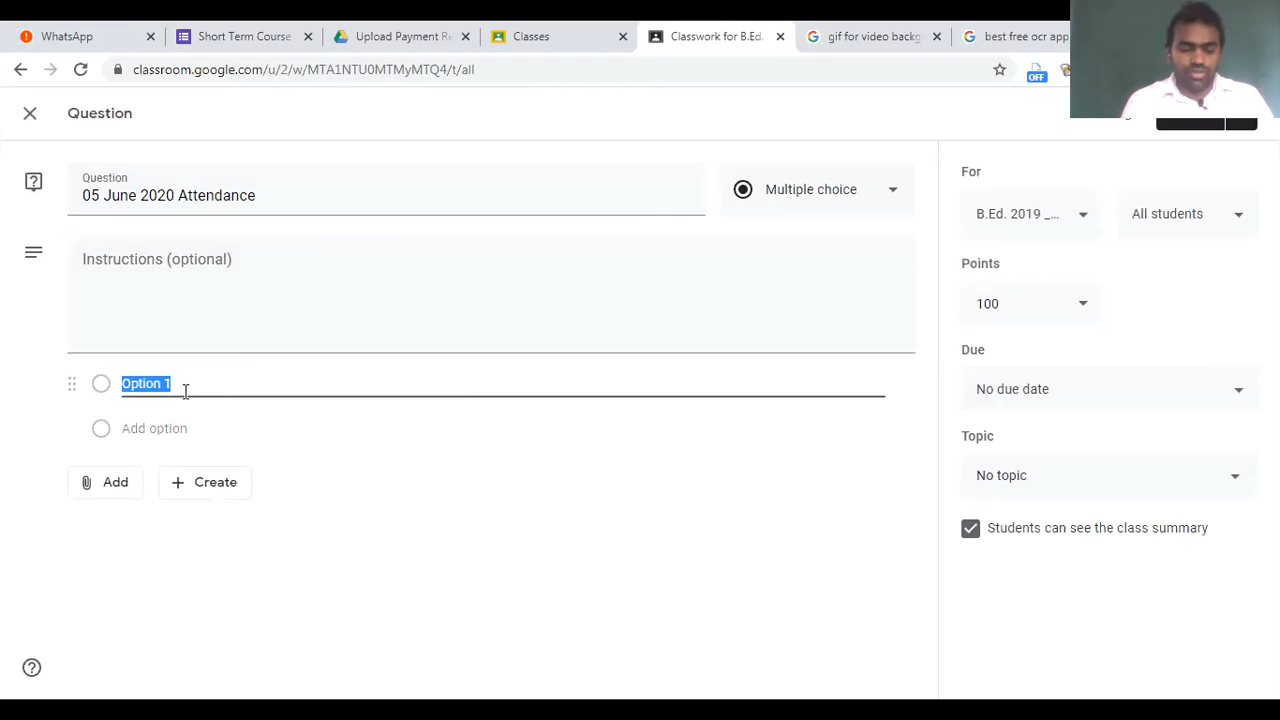 WhatsApp
Short Term Course
Upload Payment Re
Classes
Classwork for B.Ed.
gif for video backg
best free ocr app
classroom.google.com/u/2/w/MTA1NTU0MTMyMTQ4/t/all
OFF
Question
Question
05 June 2020 Attendance
Multiple choice
Instructions (optional)
Option 1
Add option
Add
Create
For
B.Ed. 2019 _...
All students
Points
100
Due
No due date
Topic
No topic
Students can see the class summary